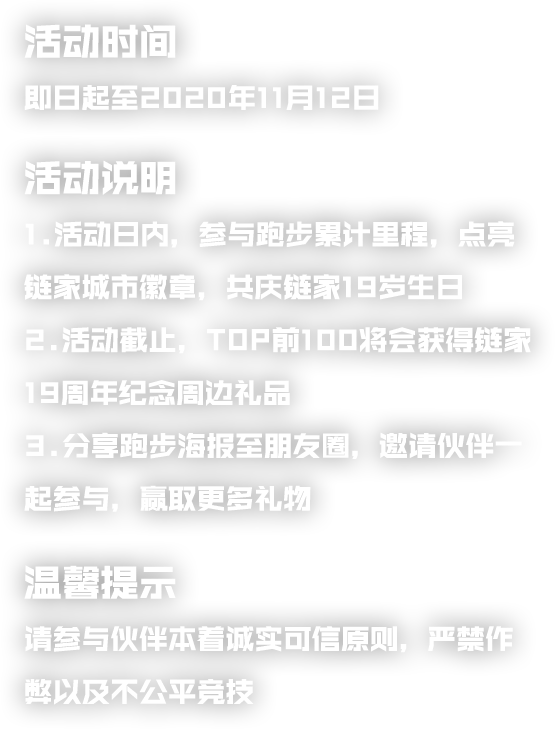 活动时间
即日起至2020年11月12日
活动说明
1.活动日内，参与跑步累计里程，点亮
链家城市徽章，共庆链家19岁生日
2.活动截止，TOP前100将会获得链家
19周年纪念周边礼品
3.分享跑步海报至朋友圈，邀请伙伴一
起参与，赢取更多礼物
温馨提示
请参与伙伴本着诚实可信原则，严禁作
弊以及不公平竞技